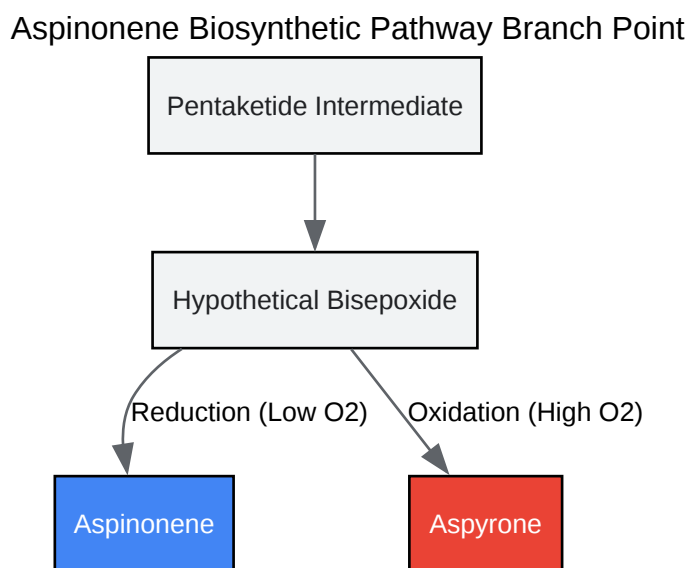 Aspinonene Biosynthetic Pathway Branch Point
Pentaketide Intermediate
Hypothetical Bisepoxide
Reduction (Low O2)
Oxidation (High O2)
Aspinonene
Aspyrone